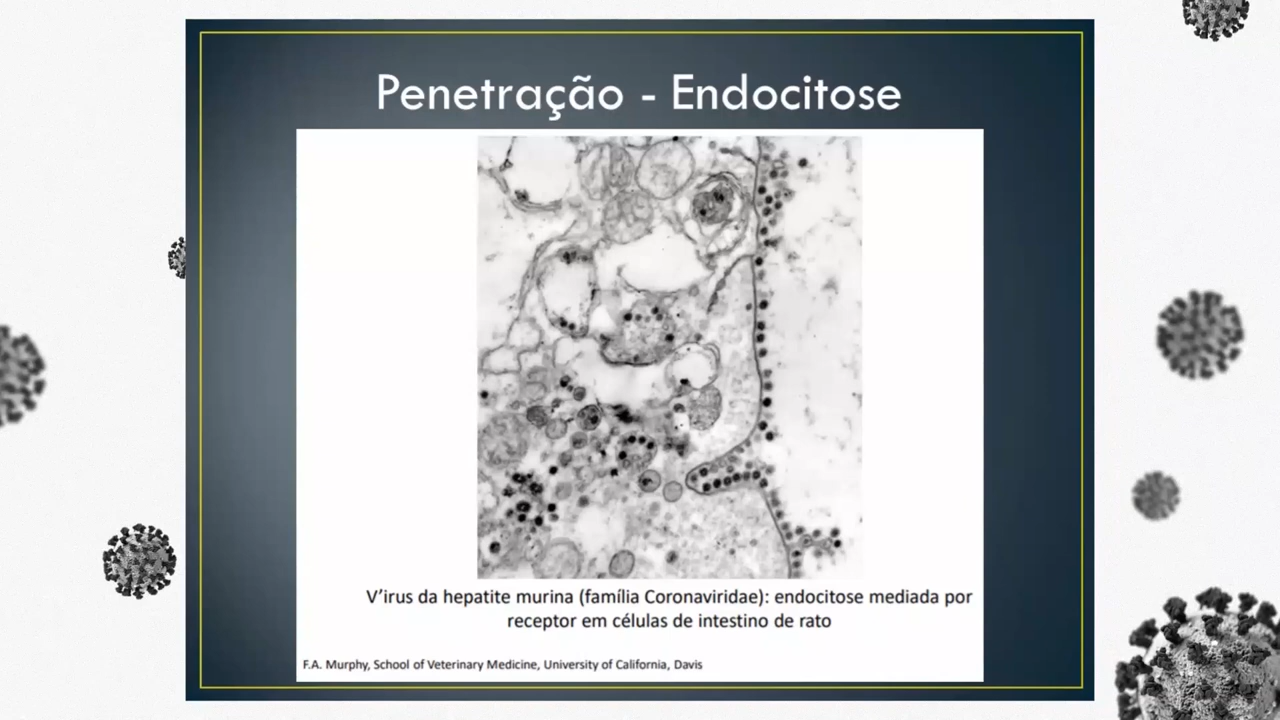 Penetração - Endocitose
V’irus da hepatite murina (família Coronaviridae): endocitose mediada por
receptor em células de intestino de rato
F.A. Murphy, School of Veterinary Medicine, University of California, Davis